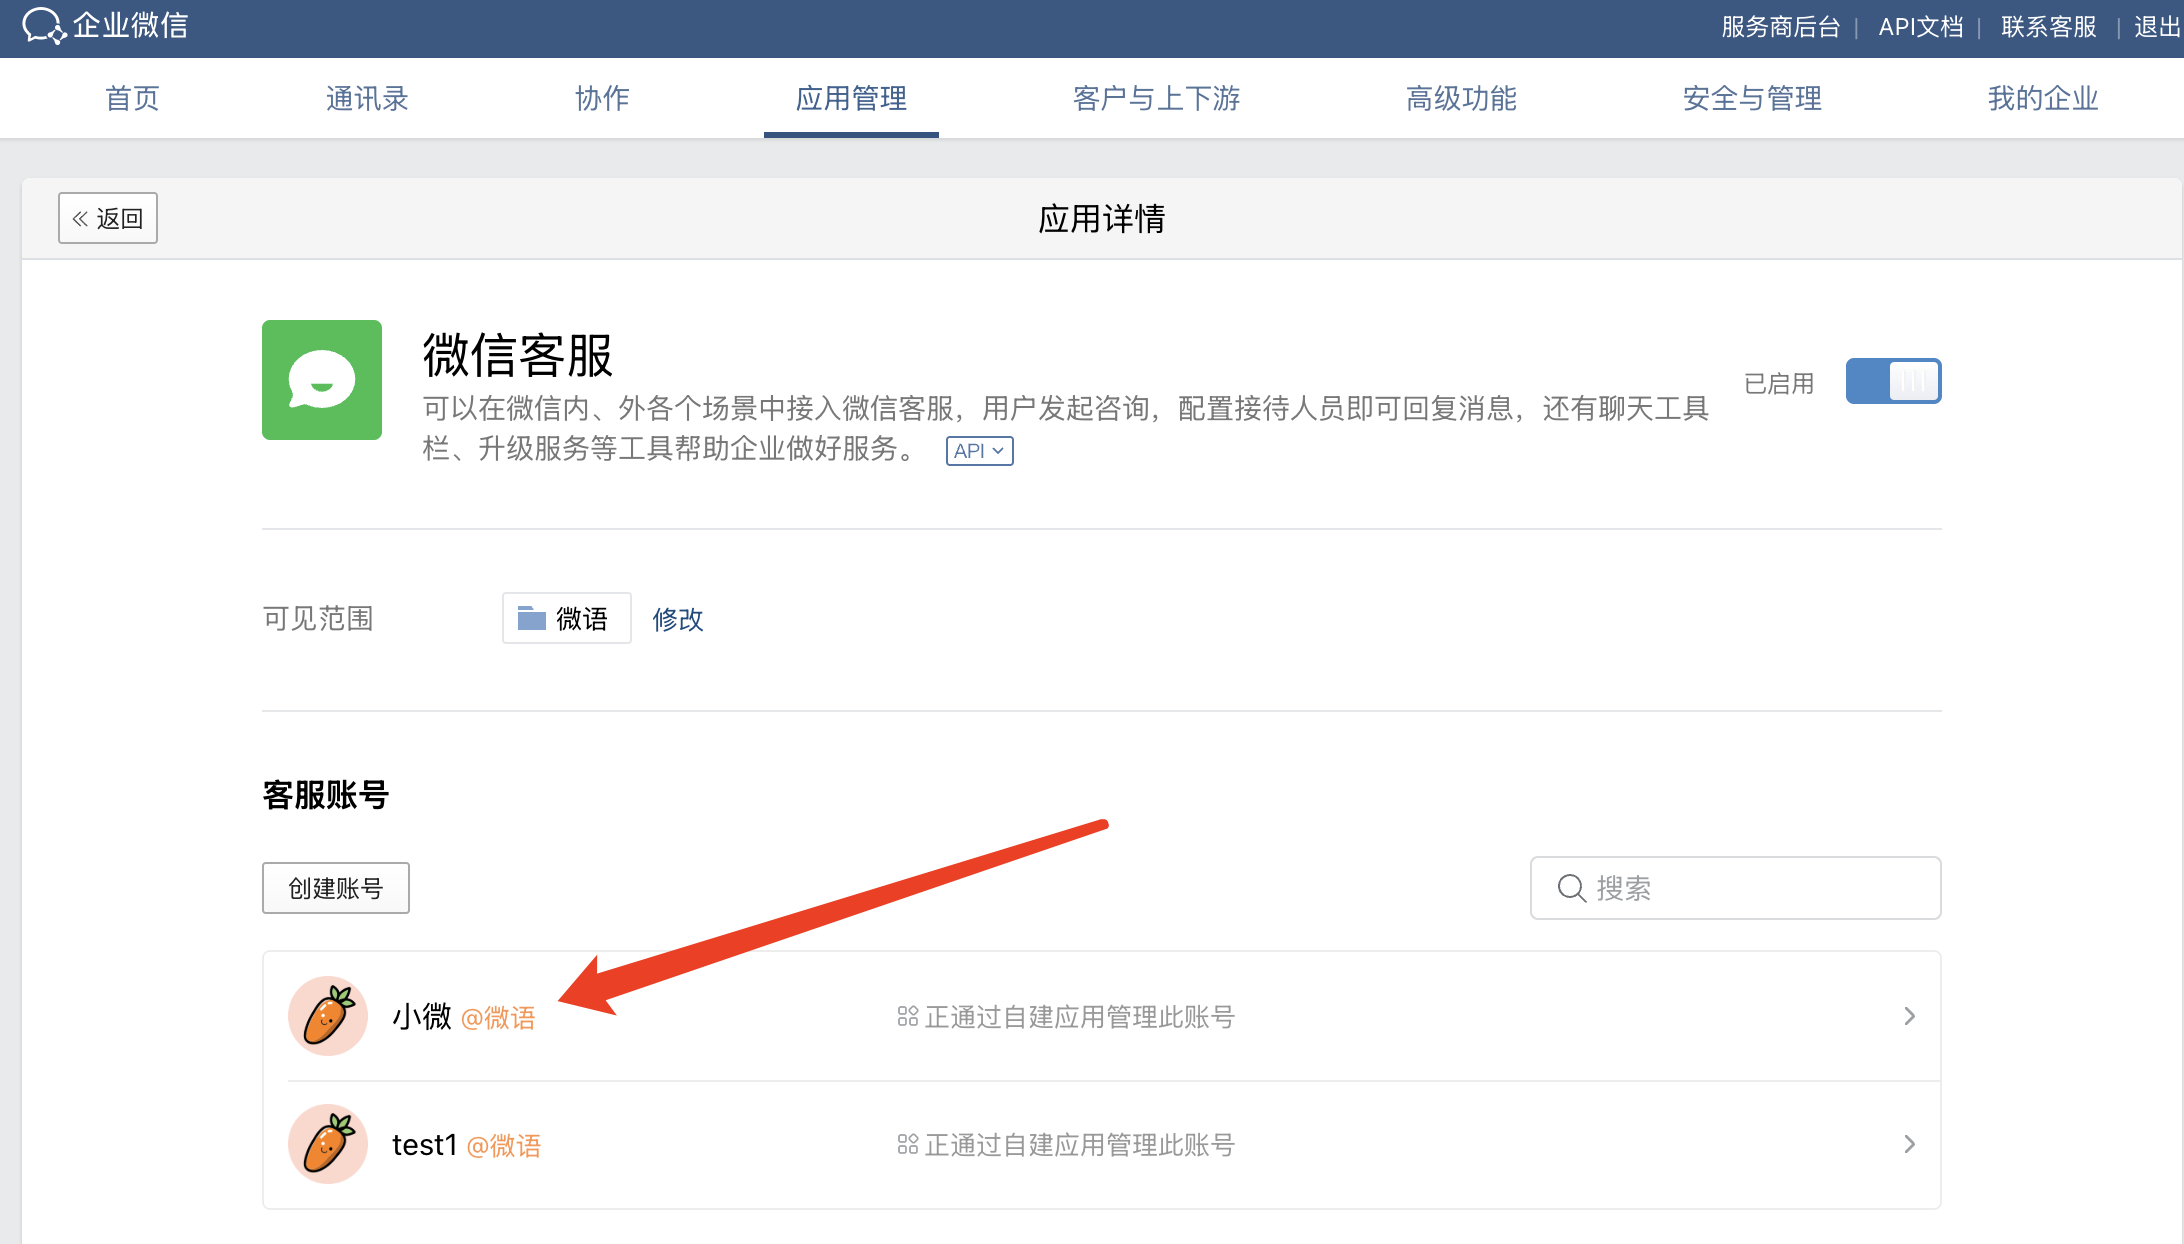 企业微信
服务商后台 | API文档 | 联系客服 | 退出
首页 通讯录 协作 应用管理 客户与上下游 高级功能 安全与管理 我的企业
« 返回
应用详情
微信客服
可以在微信内、外各个场景中接入微信客服，用户发起咨询，配置接待人员即可回复消息，还有聊天工具
栏、升级服务等工具帮助企业做好服务。 API
已启用
可见范围 微语 修改
客服账号
创建账号
搜索
小微 @微语 正通过自建应用管理此账号
test1 @微语 正通过自建应用管理此账号